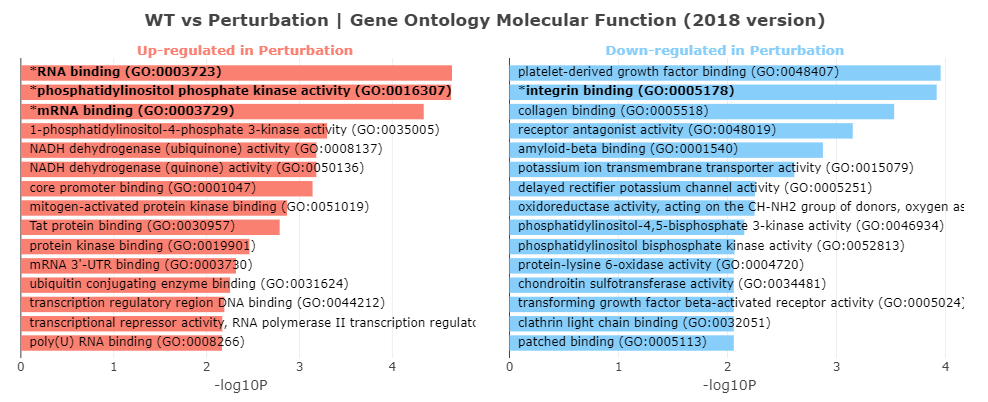 WT vs Perturbation | Gene Ontology Molecular Function (2018 version)
Up-regulated in Perturbation
*RNA binding (GO:0003723)
*phosphatidylinositol phosphate kinase activity (GO:0016307)
*mRNA binding (GO:0003729)
1-phosphatidylinositol-4-phosphate 3-kinase activity (GO:0035005)
NADH dehydrogenase (ubiquinone) activity (GO:0008137)
NADH dehydrogenase (quinone) activity (GO:0050136)
core promoter binding (GO:0001047)
mitogen-activated protein kinase binding (GO:0051019)
Tat protein binding (GO:0030957)
protein kinase binding (GO:0019901)
mRNA 3'-UTR binding (GO:0003730)
ubiquitin conjugating enzyme binding (GO:0031624)
transcription regulatory region DNA binding (GO:0044212)
transcriptional repressor activity, RNA polymerase II transcription regulato
poly(U) RNA binding (GO:0008266)
0 1 2 3 4
-log10P
Down-regulated in Perturbation
platelet-derived growth factor binding (GO:0048407)
*integrin binding (GO:0005178)
collagen binding (GO:0005518)
receptor antagonist activity (GO:0048019)
amyloid-beta binding (GO:0001540)
potassium ion transmembrane transporter activity (GO:0015079)
delayed rectifier potassium channel activity (GO:0005251)
oxidoreductase activity, acting on the CH-NH2 group of donors, oxygen as
phosphatidylinositol-4,5-bisphosphate 3-kinase activity (GO:0046934)
phosphatidylinositol bisphosphate kinase activity (GO:0052813)
protein-lysine 6-oxidase activity (GO:0004720)
chondroitin sulfotransferase activity (GO:0034481)
transforming growth factor beta-activated receptor activity (GO:0005024)
clathrin light chain binding (GO:0032051)
patched binding (GO:0005113)
0 1 2 3 4
-log10P